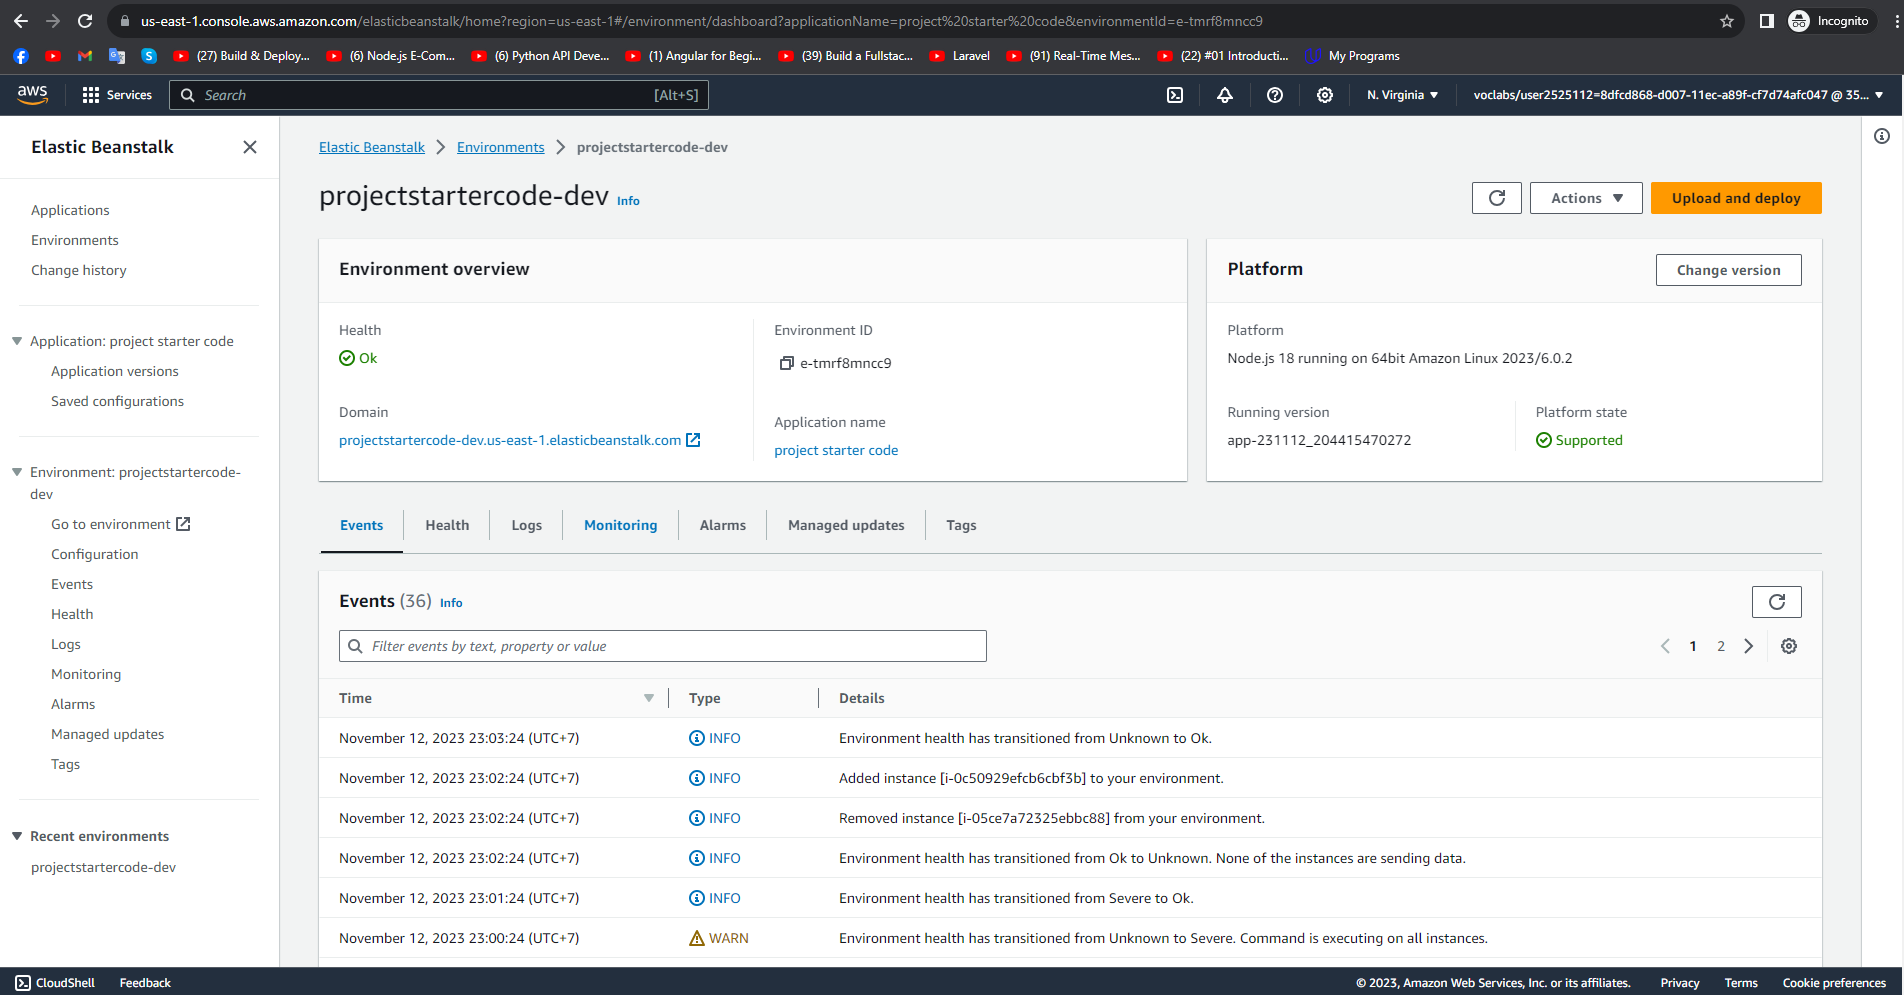 us-east-1.console.aws.amazon.com/elasticbeanstalk/home?region=us-east-1#/environment/dashboard?applicationName=project%20starter%20code&environmentId=e-tmrf8mncc9
Incognito
(27) Build & Deploy...
(6) Node.js E-Com...
(6) Python API Deve...
(1) Angular for Begi...
(39) Build a Fullstac...
Laravel
(91) Real-Time Mes...
(22) #01 Introducti...
My Programs
aws
Services
Search
[Alt+S]
N. Virginia
voclabs/user2525112=8dfcd868-d007-11ec-a89f-cf7d74afc047 @ 35...
Elastic Beanstalk
Applications
Environments
Change history
Application: project starter code
Application versions
Saved configurations
Environment: projectstartercode-
dev
Go to environment
Configuration
Events
Health
Logs
Monitoring
Alarms
Managed updates
Tags
Recent environments
projectstartercode-dev
Elastic Beanstalk
Environments
projectstartercode-dev
projectstartercode-dev Info
Actions
Upload and deploy
Environment overview
Health
Ok
Domain
projectstartercode-dev.us-east-1.elasticbeanstalk.com
Environment ID
e-tmrf8mncc9
Application name
project starter code
Platform
Change version
Platform
Node.js 18 running on 64bit Amazon Linux 2023/6.0.2
Running version
app-231112_204415470272
Platform state
Supported
Events
Health
Logs
Monitoring
Alarms
Managed updates
Tags
Events (36) Info
Filter events by text, property or value
1 2
Time Type Details
November 12, 2023 23:03:24 (UTC+7) INFO Environment health has transitioned from Unknown to Ok.
November 12, 2023 23:02:24 (UTC+7) INFO Added instance [i-0c50929efcb6cbf3b] to your environment.
November 12, 2023 23:02:24 (UTC+7) INFO Removed instance [i-05ce7a72325ebbc88] from your environment.
November 12, 2023 23:02:24 (UTC+7) INFO Environment health has transitioned from Ok to Unknown. None of the instances are sending data.
November 12, 2023 23:01:24 (UTC+7) INFO Environment health has transitioned from Severe to Ok.
November 12, 2023 23:00:24 (UTC+7) WARN Environment health has transitioned from Unknown to Severe. Command is executing on all instances.
CloudShell
Feedback
© 2023, Amazon Web Services, Inc. or its affiliates.
Privacy
Terms
Cookie preferences